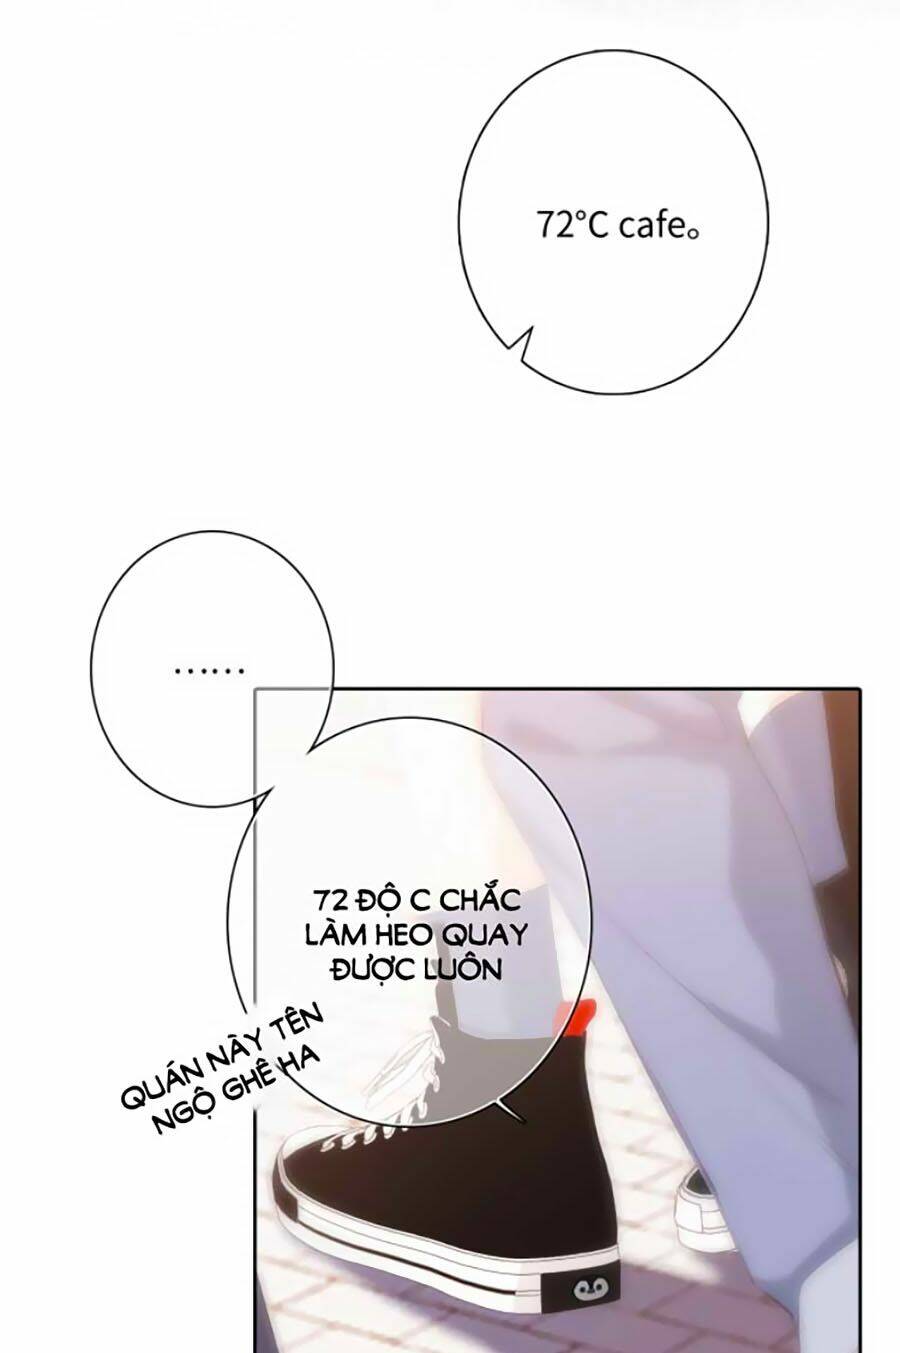 72°C cafe。
……
72 ĐỘ C CHẮC
LÀM HEO QUAY
ĐƯỢC LUÔN
QUÁN NÀY TÊN
NGỘ GHÊ HA